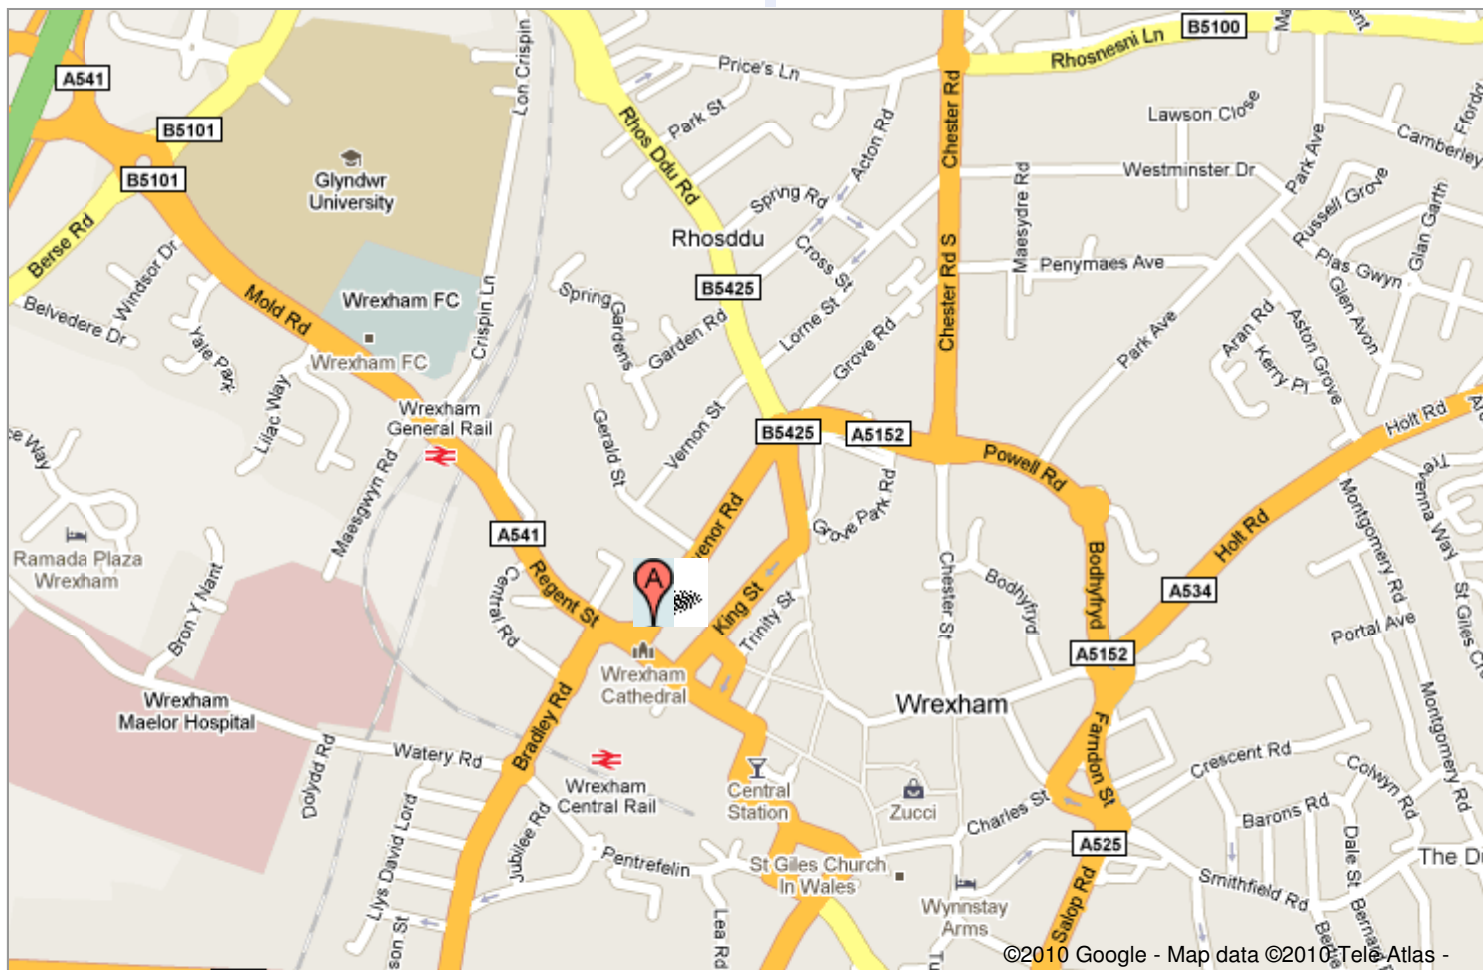 B5100
Rhosnesni Ln
Price's Ln
Lon Crispin
Chester Rd
A541
Lawson Close
Park St
Acton Rd
Rhos Ddu Rd
B5101
Camberley
Park Ave
B5101
Glyndwr
University
Westminster Dr
Maesydre Rd
Russell Grove
Glan Garth
Spring Rd
Berse Rd
Windsor Dr
Rhosddu
Cross St
Chester Rd S
Penymaes Ave
Plas Gwyn
Glen Avon
B5425
Wrexham FC
Spring Gardens
Mold Rd
Crispin Ln
Belvedere Dr
Yale Park
Wrexham FC
Garden Rd
Lorne St
Grove Rd
Park Ave
Aran Rd
Kerry Pl
Aston Grove
Lilac Way
Wrexham
General Rail
Gerald St
Vernon St
B5425
A5152
Holt Rd
Powell Rd
Maesgwyn Rd
Grove Park Rd
Montgomery Rd
A541
Holt Rd
Ramada Plaza
Wrexham
Bron Y Nant
Central Rd
Regent St
A
King St
Trinity St
Chester St
Bodhyfryd
Bodhyfryd
A534
Portal Ave
A5152
Wrexham
Cathedral
Wrexham
Maelor Hospital
Wrexham
Bradley Rd
Farndon St
Montgomery Rd
Watery Rd
Dolydd Rd
Crescent Rd
Colwyn Rd
Wrexham
Central Rail
Central
Station
Zucci
Charles St
Barons Rd
Llys David Lord
Jubilee Rd
Dale St
A525
Pentrefelin
St Giles Church
In Wales
Smithfield Rd
Wynnstay
Arms
Salop Rd
Lea Rd
©2010 Google - Map data ©2010 Tele Atlas -